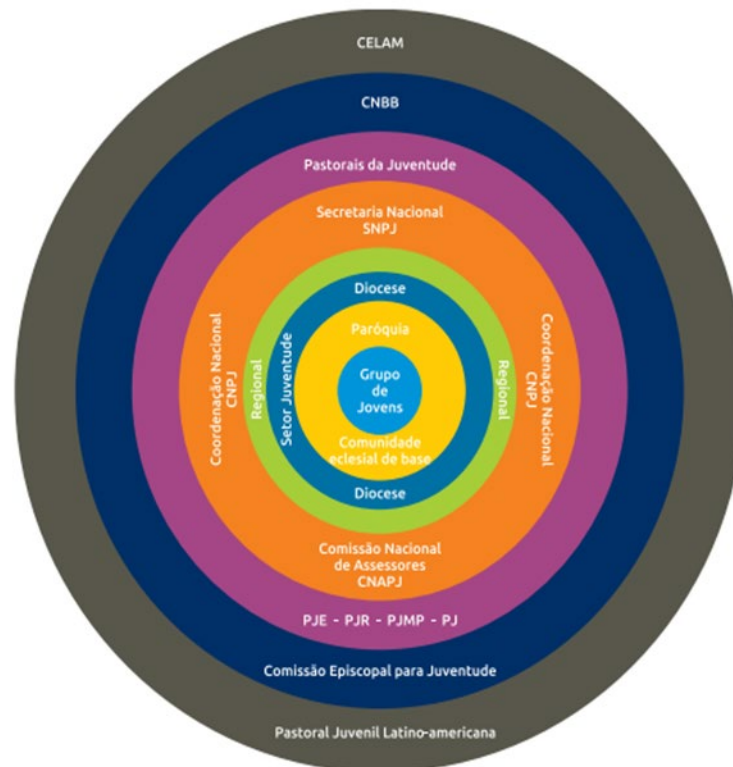 CELAM
CNBB
Pastorais da Juventude
Secretaria Nacional
SNPJ
Diocese
Paróquia
Coordenação Nacional
CNPJ
Regional
Setor Juventude
Grupo
de
Jovens
Regional
Coordenação Nacional
CNPJ
Comunidade
eclesial de base
Diocese
Comissão Nacional
de Assessores
CNAPJ
PJE - PJR - PJMP - PJ
Comissão Episcopal para Juventude
Pastoral Juvenil Latino-americana